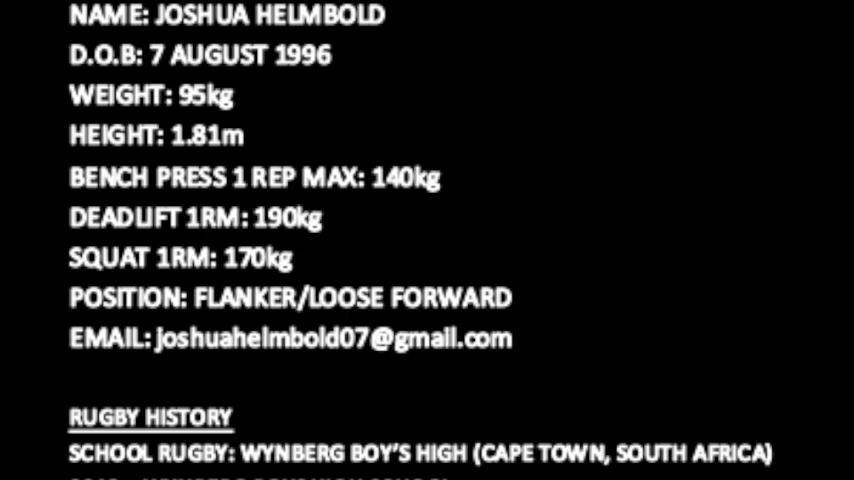 NAME: JOSHUA HELMBOLD
D.O.B: 7 AUGUST 1996
WEIGHT: 95kg
HEIGHT: 1.81m
BENCH PRESS 1 REP MAX: 140kg
DEADLIFT 1RM: 190kg
SQUAT 1RM: 170kg
POSITION: FLANKER/LOOSE FORWARD
EMAIL: joshuahelmbold07@gmail.com
RUGBY HISTORY
SCHOOL RUGBY: WYNBERG BOY'S HIGH (CAPE TOWN, SOUTH AFRICA)